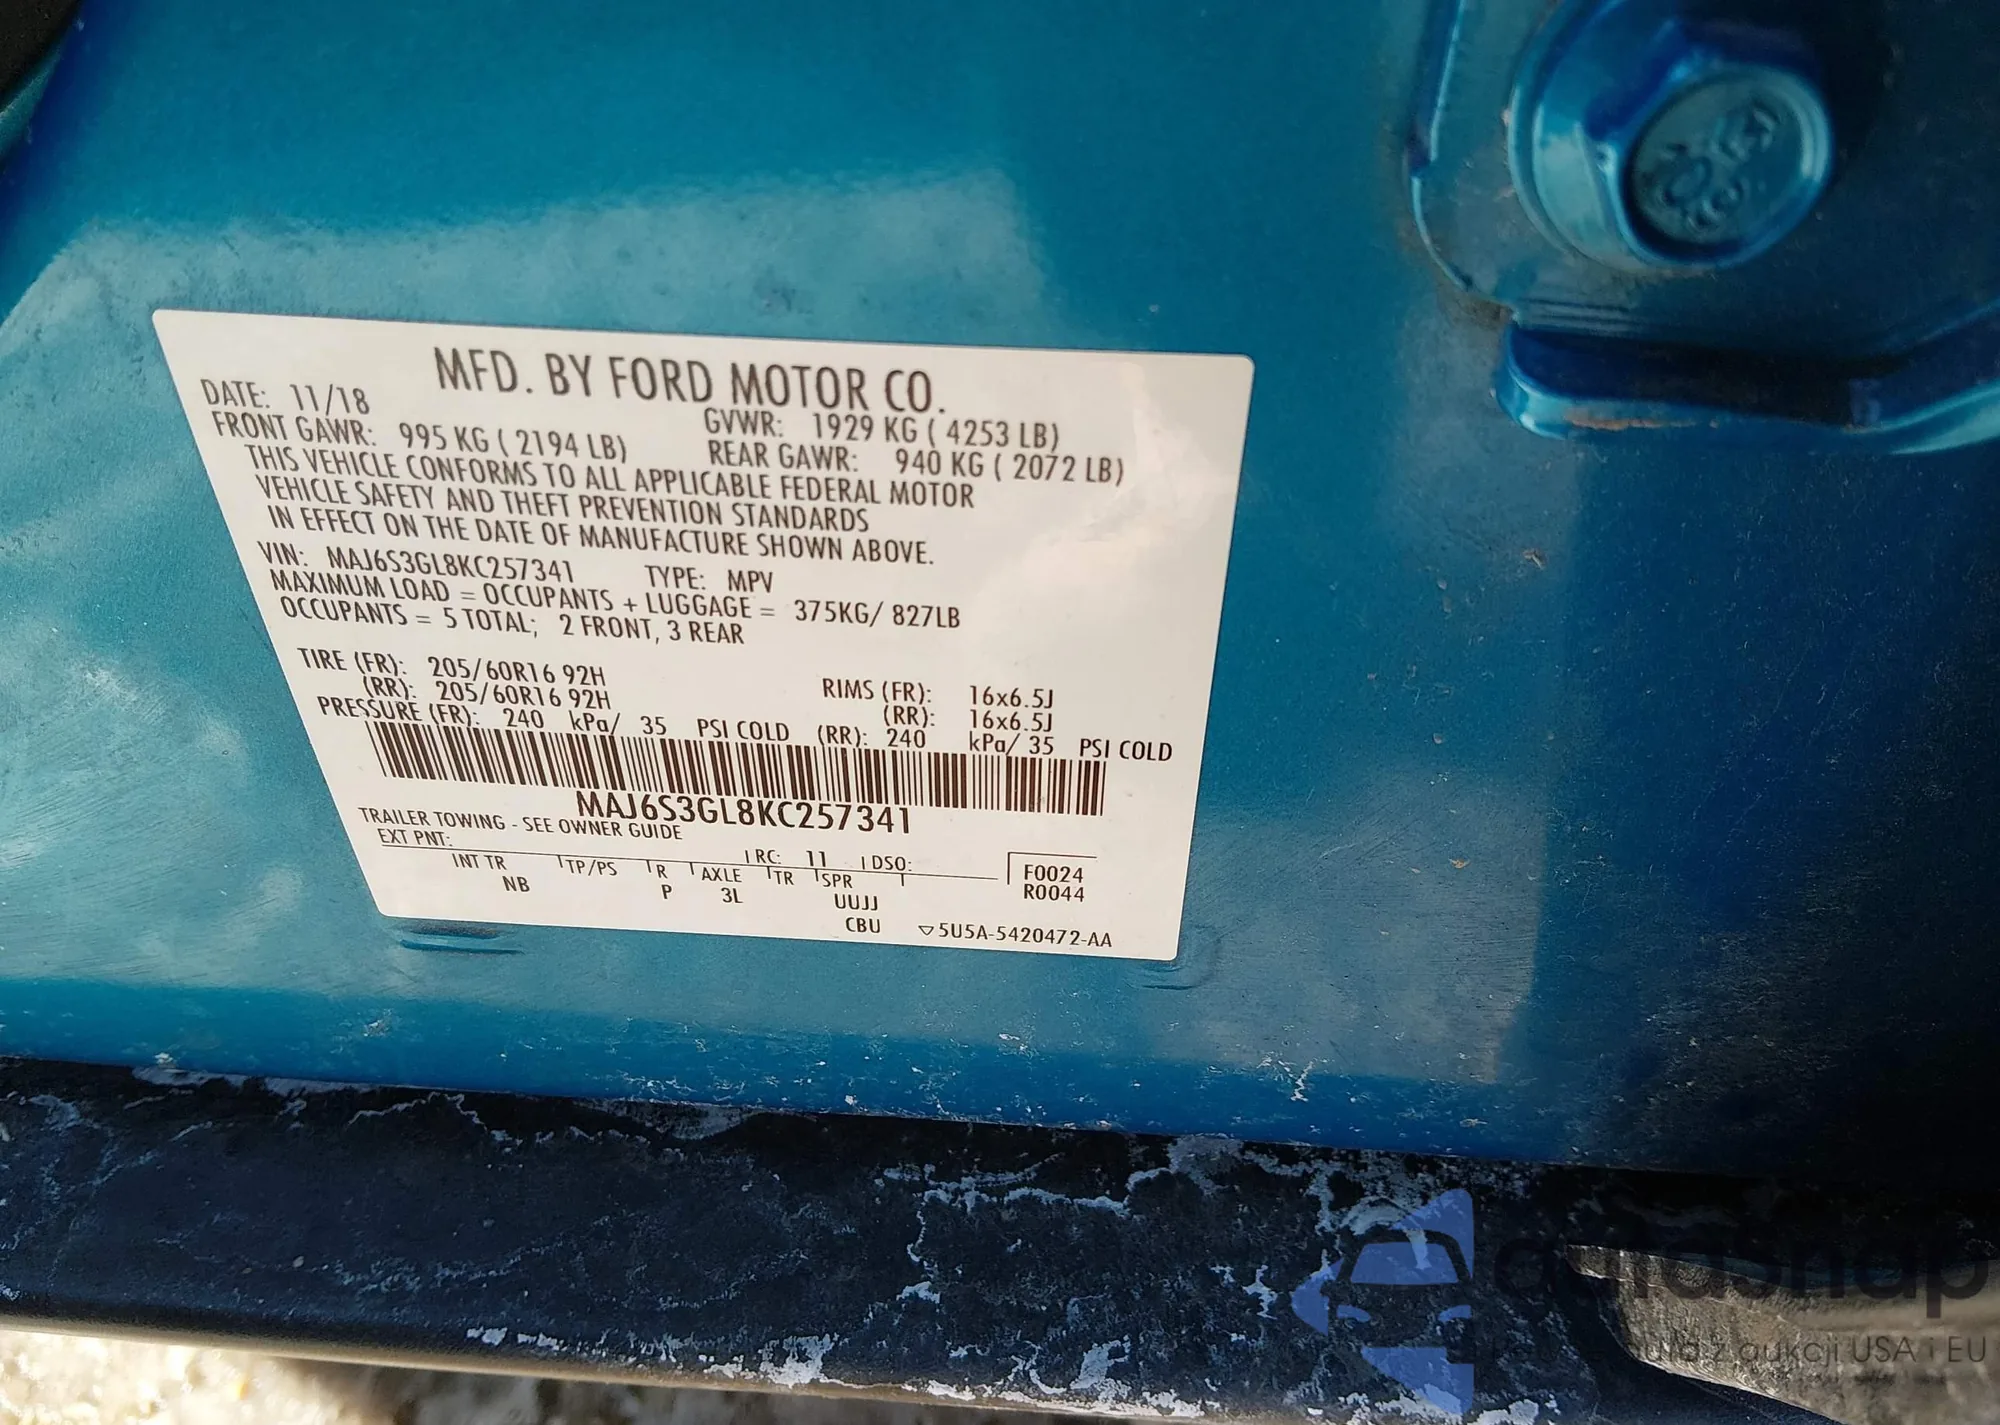 MFD. BY FORD MOTOR CO.
DATE: 11/18 GVWR: 1929 KG ( 4253 LB)
FRONT GAWR: 995 KG ( 2194 LB) REAR GAWR: 940 KG ( 2072 LB)
THIS VEHICLE CONFORMS TO ALL APPLICABLE FEDERAL MOTOR
VEHICLE SAFETY AND THEFT PREVENTION STANDARDS
IN EFFECT ON THE DATE OF MANUFACTURE SHOWN ABOVE.
VIN: MAJ6S3GL8KC257341 TYPE: MPV
MAXIMUM LOAD = OCCUPANTS + LUGGAGE = 375KG/ 827LB
OCCUPANTS = 5 TOTAL; 2 FRONT, 3 REAR
TIRE (FR): 205/60R16 92H RIMS (FR): 16x6.5J
(RR): 205/60R16 92H (RR): 16x6.5J
PRESSURE (FR): 240 kPa/ 35 PSI COLD (RR): 240 kPa/ 35 PSI COLD
MAJ6S3GL8KC257341
TRAILER TOWING - SEE OWNER GUIDE
EXT PNT: RC: 11 DSO:
INT TR TP/PS R AXLE TR SPR F0024
NB P 3L UUJJ R0044
CBU 5U5A-5420472-AA
10.9
autasnap
z aukcji USA i EU